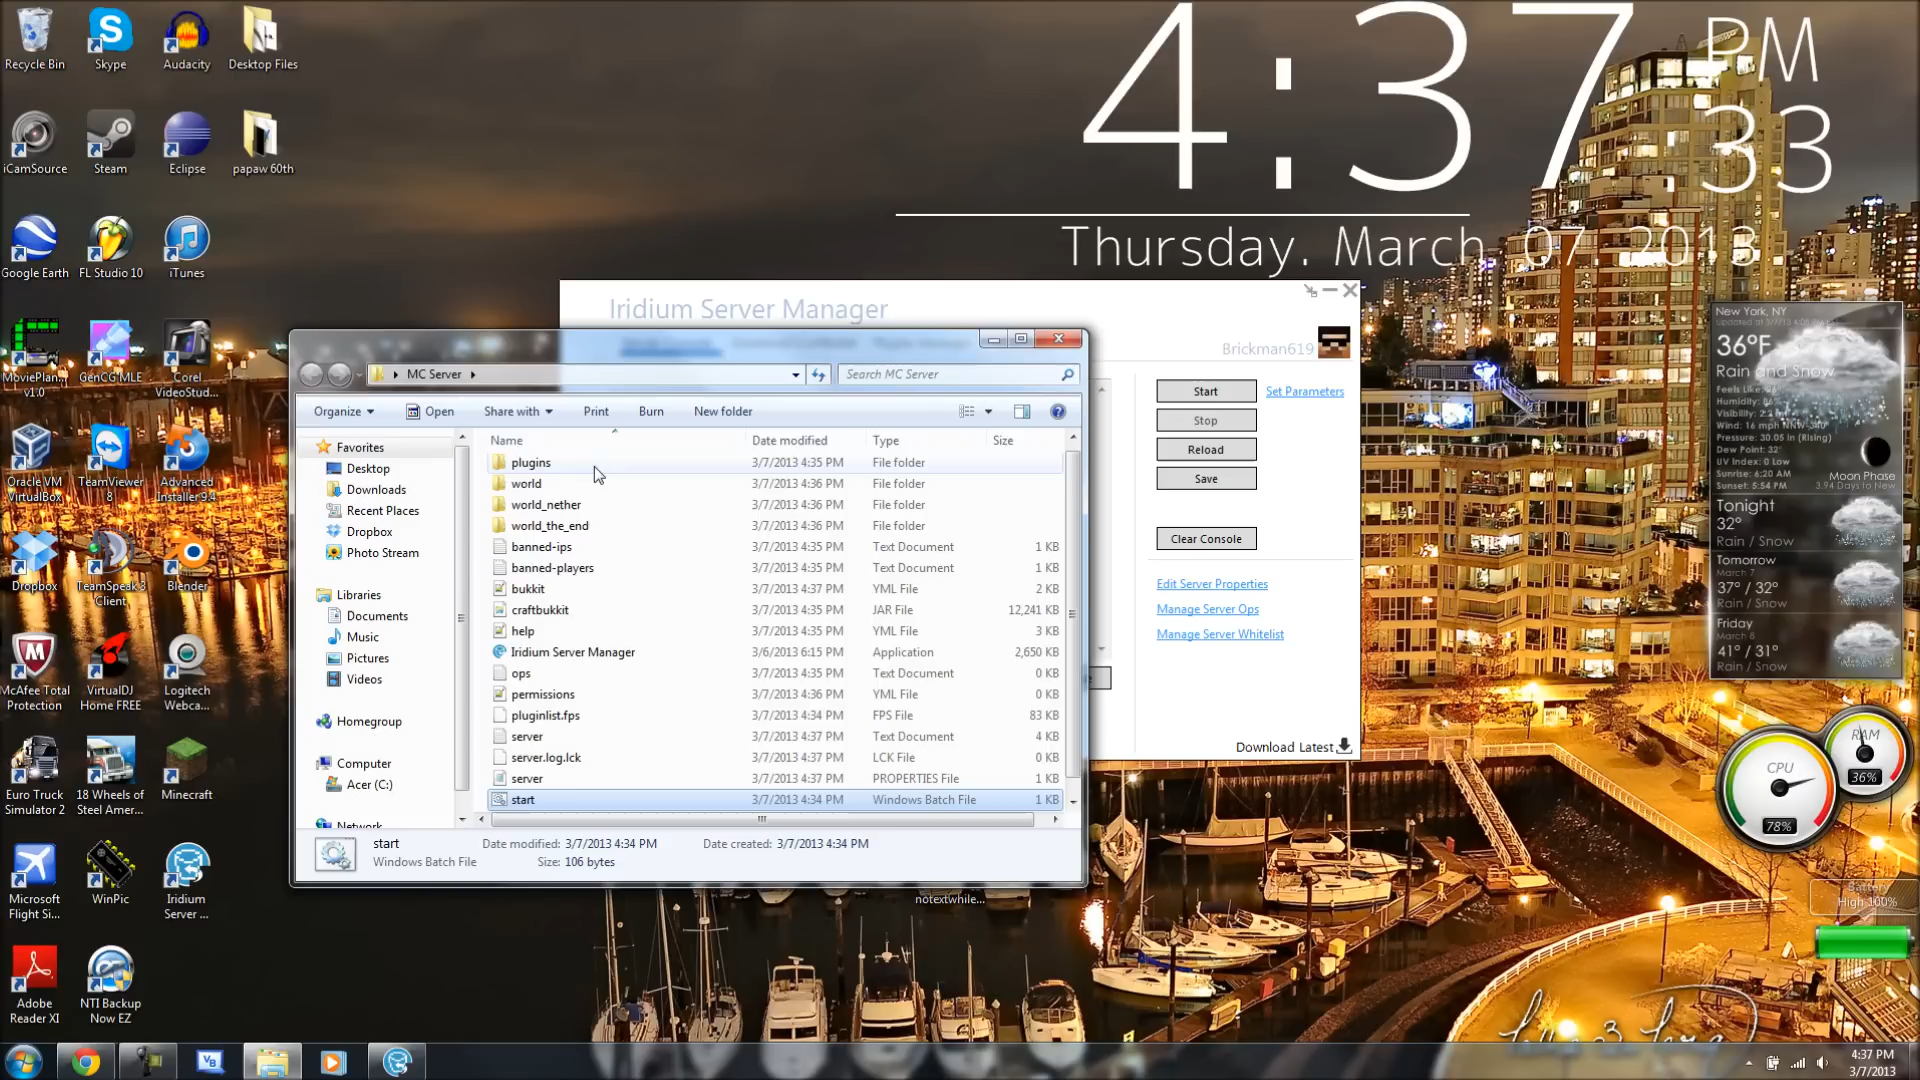 Recycle Bin
Skype
Audacity
Desktop Files
iCamSource
Steam
Eclipse
papaw 60th
Google Earth
FL Studio 10
iTunes
MoviePlan... v1.0
GenCG MLE
Corel VideoStud...
Oracle VM VirtualBox
TeamViewer 8
Advanced Installer 9.4
Dropbox
TeamSpeak 3 Client
Blender
McAfee Total Protection
VirtualDJ Home FREE
Logitech Webca...
Euro Truck Simulator 2
18 Wheels of Steel Amer...
Minecraft
Microsoft Flight Si...
WinPic
Iridium Server ...
Adobe Reader XI
NTI Backup Now EZ
4:37 PM
.33
Thursday. March 07. 2013
Iridium Server Manager
Brickman619
Start
Set Parameters
Stop
Reload
Save
Clear Console
Edit Server Properties
Manage Server Ops
Manage Server Whitelist
Download Latest
MC Server
Search MC Server
Organize
Open
Share with
Print
Burn
New folder
Favorites
Desktop
Downloads
Recent Places
Dropbox
Photo Stream
Libraries
Documents
Music
Pictures
Videos
Homegroup
Computer
Acer (C:)
Network
Name Date modified Type Size
plugins 3/7/2013 4:35 PM File folder
world 3/7/2013 4:36 PM File folder
world_nether 3/7/2013 4:36 PM File folder
world_the_end 3/7/2013 4:36 PM File folder
banned-ips 3/7/2013 4:35 PM Text Document 1 KB
banned-players 3/7/2013 4:35 PM Text Document 1 KB
bukkit 3/7/2013 4:37 PM YML File 2 KB
craftbukkit 3/7/2013 4:35 PM JAR File 12,241 KB
help 3/7/2013 4:35 PM YML File 3 KB
Iridium Server Manager 3/6/2013 6:15 PM Application 2,650 KB
ops 3/7/2013 4:35 PM Text Document 0 KB
permissions 3/7/2013 4:36 PM YML File 0 KB
pluginlist.fps 3/7/2013 4:34 PM FPS File 83 KB
server 3/7/2013 4:37 PM Text Document 4 KB
server.log.lck 3/7/2013 4:37 PM LCK File 0 KB
server 3/7/2013 4:37 PM PROPERTIES File 1 KB
start 3/7/2013 4:34 PM Windows Batch File 1 KB
start Date modified: 3/7/2013 4:34 PM Date created: 3/7/2013 4:34 PM
Windows Batch File Size: 106 bytes
notextwhile...
New York, NY
36°F
Rain and Snow
Pressure: 30.05 in (Rising)
Dew Point: 32 F
UV Index: 0 Low
Sunrise: 6:20 AM
Sunset: 5:54 PM
Moon Phase
3.94 Days to New
Tonight
32°
Rain / Snow
Tomorrow
March 7
37° / 32°
Rain / Snow
Friday
March 8
41° / 31°
Rain / Snow
RAM
36%
CPU
78%
Battery
High 100%
VB
4:37 PM
3/7/2013